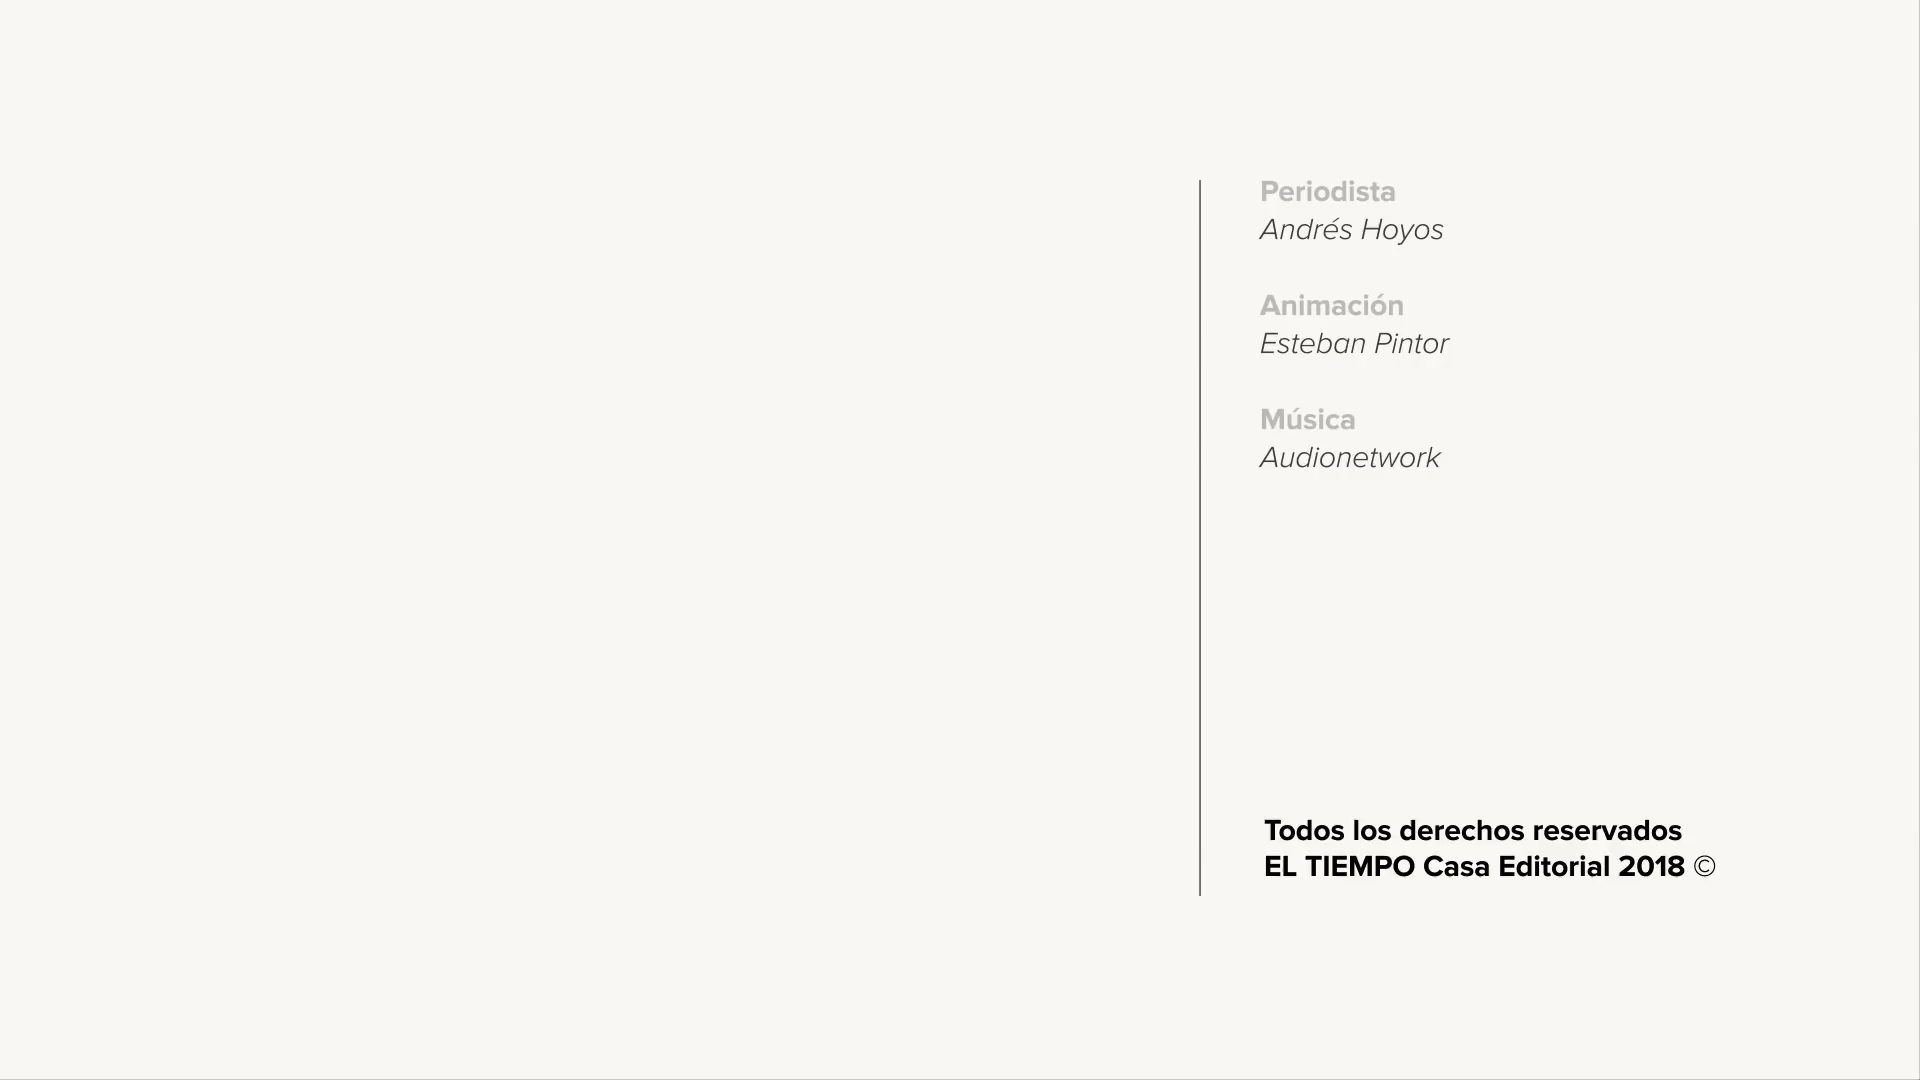 Periodista
Andrés Hoyos
Animación
Esteban Pintor
Música
Audionetwork
Todos los derechos reservados
EL TIEMPO Casa Editorial 2018 ©